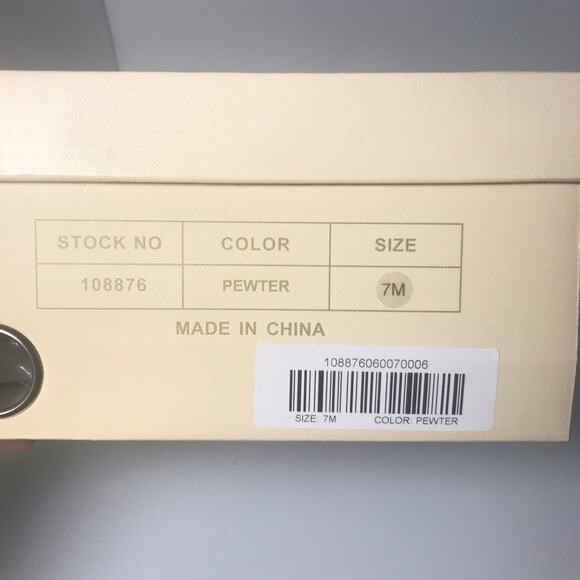 STOCK NO COLOR SIZE
108876 PEWTER 7M
MADE IN CHINA
108876060070006
SIZE: 7M COLOR: PEWTER